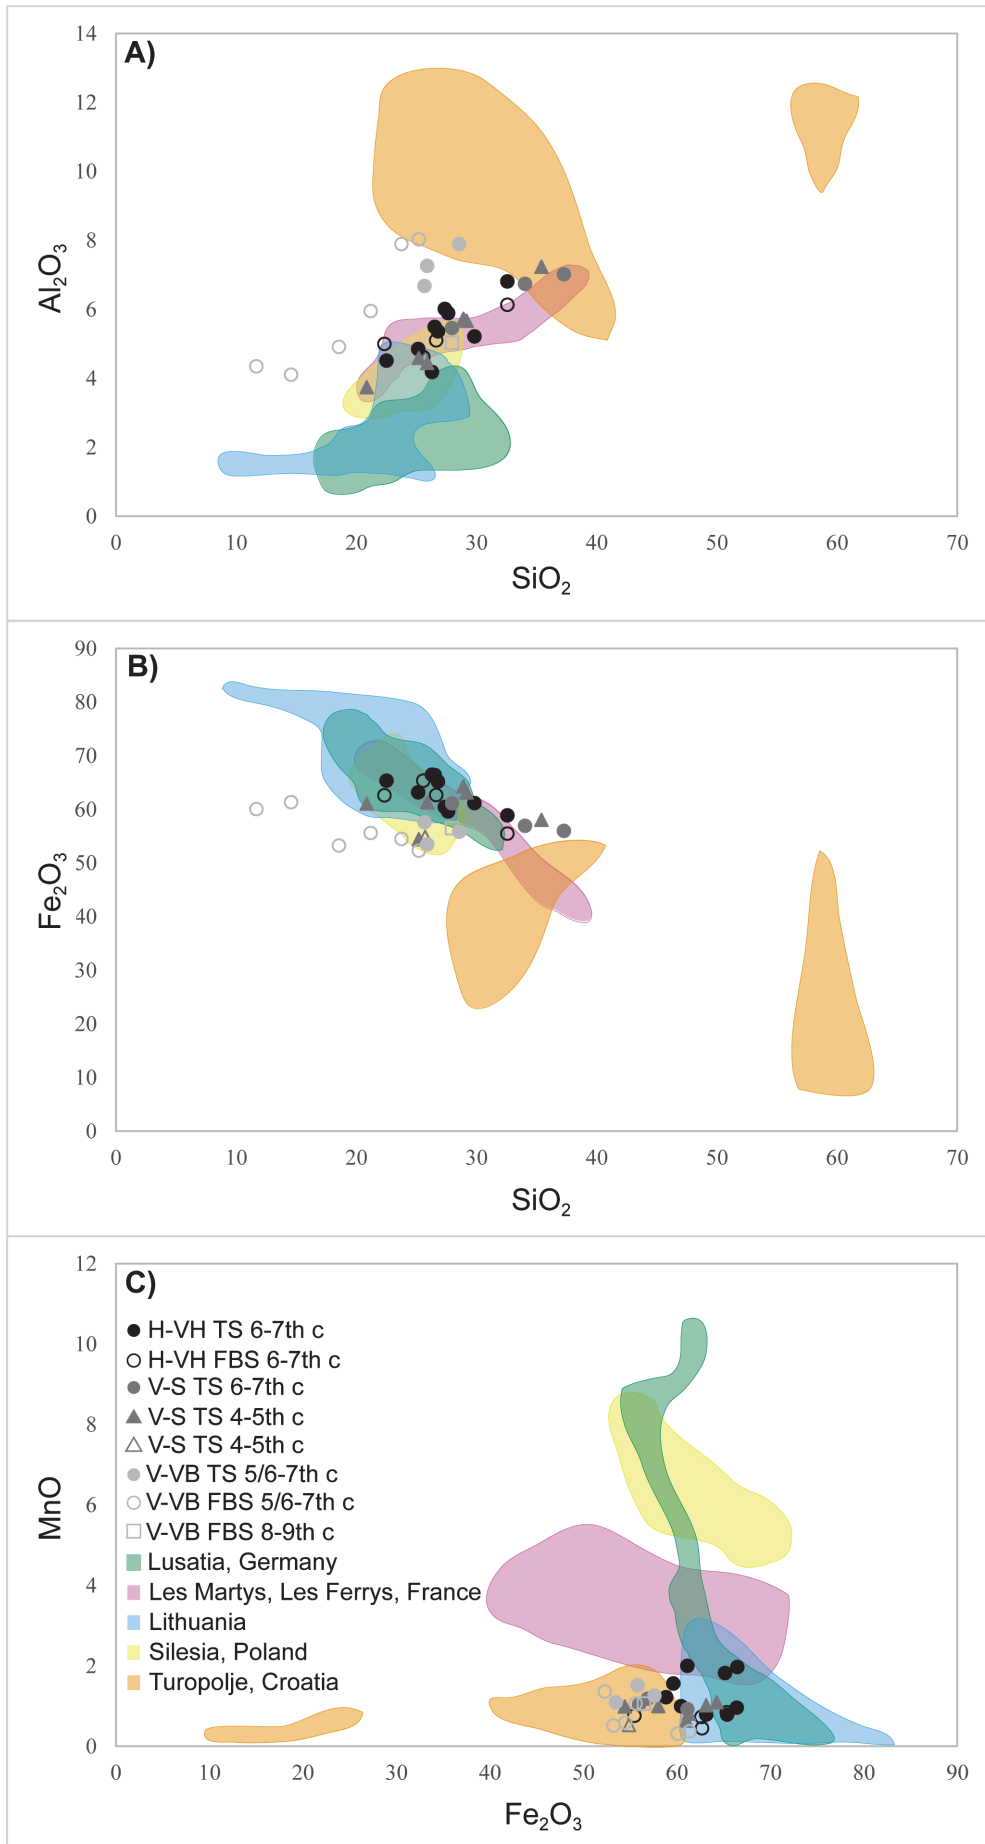 A)
14
12
10
8
6
4
2
0
Al₂O₃
0 10 20 30 40 50 60 70
SiO₂
B)
90
80
70
60
50
40
30
20
10
0
Fe₂O₃
0 10 20 30 40 50 60 70
SiO₂
C)
12
10
8
6
4
2
0
MnO
H-VH TS 6-7th c
H-VH FBS 6-7th c
V-S TS 6-7th c
V-S TS 4-5th c
V-S TS 4-5th c
V-VB TS 5/6-7th c
V-VB FBS 5/6-7th c
V-VB FBS 8-9th c
Lusatia, Germany
Les Martys, Les Ferrys, France
Lithuania
Silesia, Poland
Turopolje, Croatia
0 10 20 30 40 50 60 70 80 90
Fe₂O₃